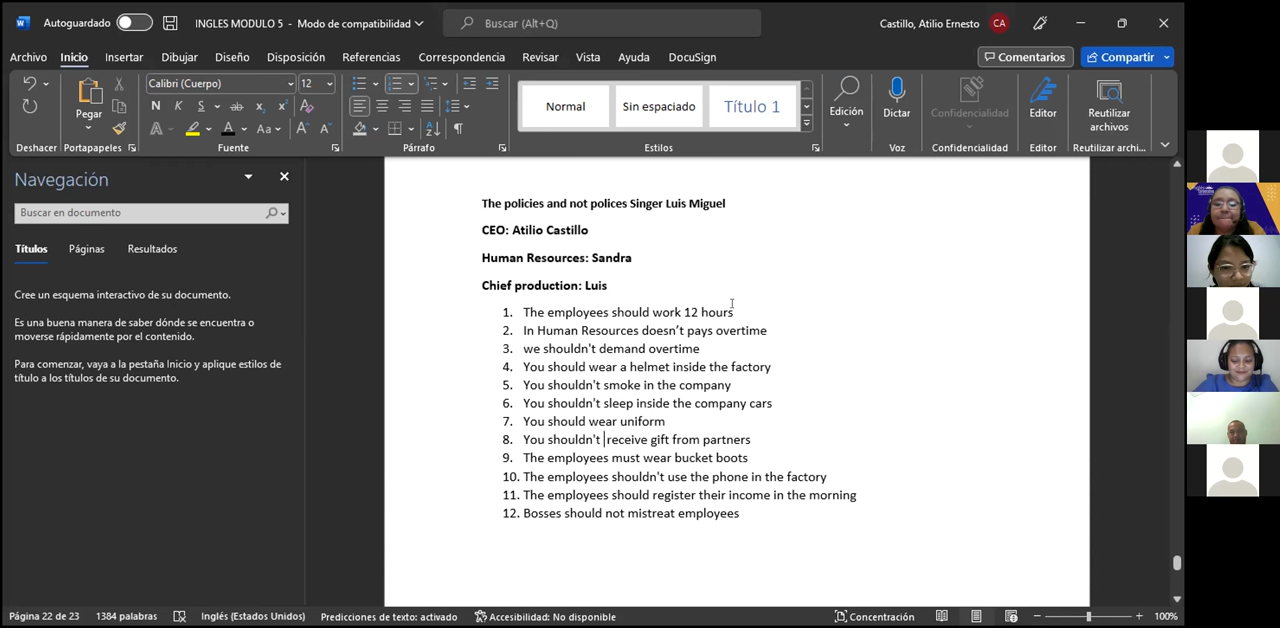 Autoguardado
INGLES MODULO 5 - Modo de compatibilidad
Buscar (Alt+Q)
Castillo, Atilio Ernesto
CA
Archivo Inicio Insertar Dibujar Diseño Disposición Referencias Correspondencia Revisar Vista Ayuda DocuSign
Comentarios
Compartir
Pegar
Calibri (Cuerpo) 12
N K S ab x₂ x²
A A Aa A A
Normal
Sin espaciado
Título 1
Edición
Dictar
Confidencialidad
Editor
Reutilizar
archivos
Deshacer Portapapeles Fuente Párrafo Estilos Voz Confidencialidad Editor Reutilizar archi...
Navegación
Buscar en documento
Títulos Páginas Resultados
Cree un esquema interactivo de su documento.
Es una buena manera de saber dónde se encuentra o
moverse rápidamente por el contenido.
Para comenzar, vaya a la pestaña Inicio y aplique estilos de
título a los títulos de su documento.
The policies and not polices Singer Luis Miguel
CEO: Atilio Castillo
Human Resources: Sandra
Chief production: Luis
1. The employees should work 12 hours
2. In Human Resources doesn’t pays overtime
3. we shouldn't demand overtime
4. You should wear a helmet inside the factory
5. You shouldn't smoke in the company
6. You shouldn't sleep inside the company cars
7. You should wear uniform
8. You shouldn't receive gift from partners
9. The employees must wear bucket boots
10. The employees shouldn't use the phone in the factory
11. The employees should register their income in the morning
12. Bosses should not mistreat employees
Página 22 de 23 1384 palabras Inglés (Estados Unidos) Predicciones de texto: activado Accesibilidad: No disponible Concentración 100%